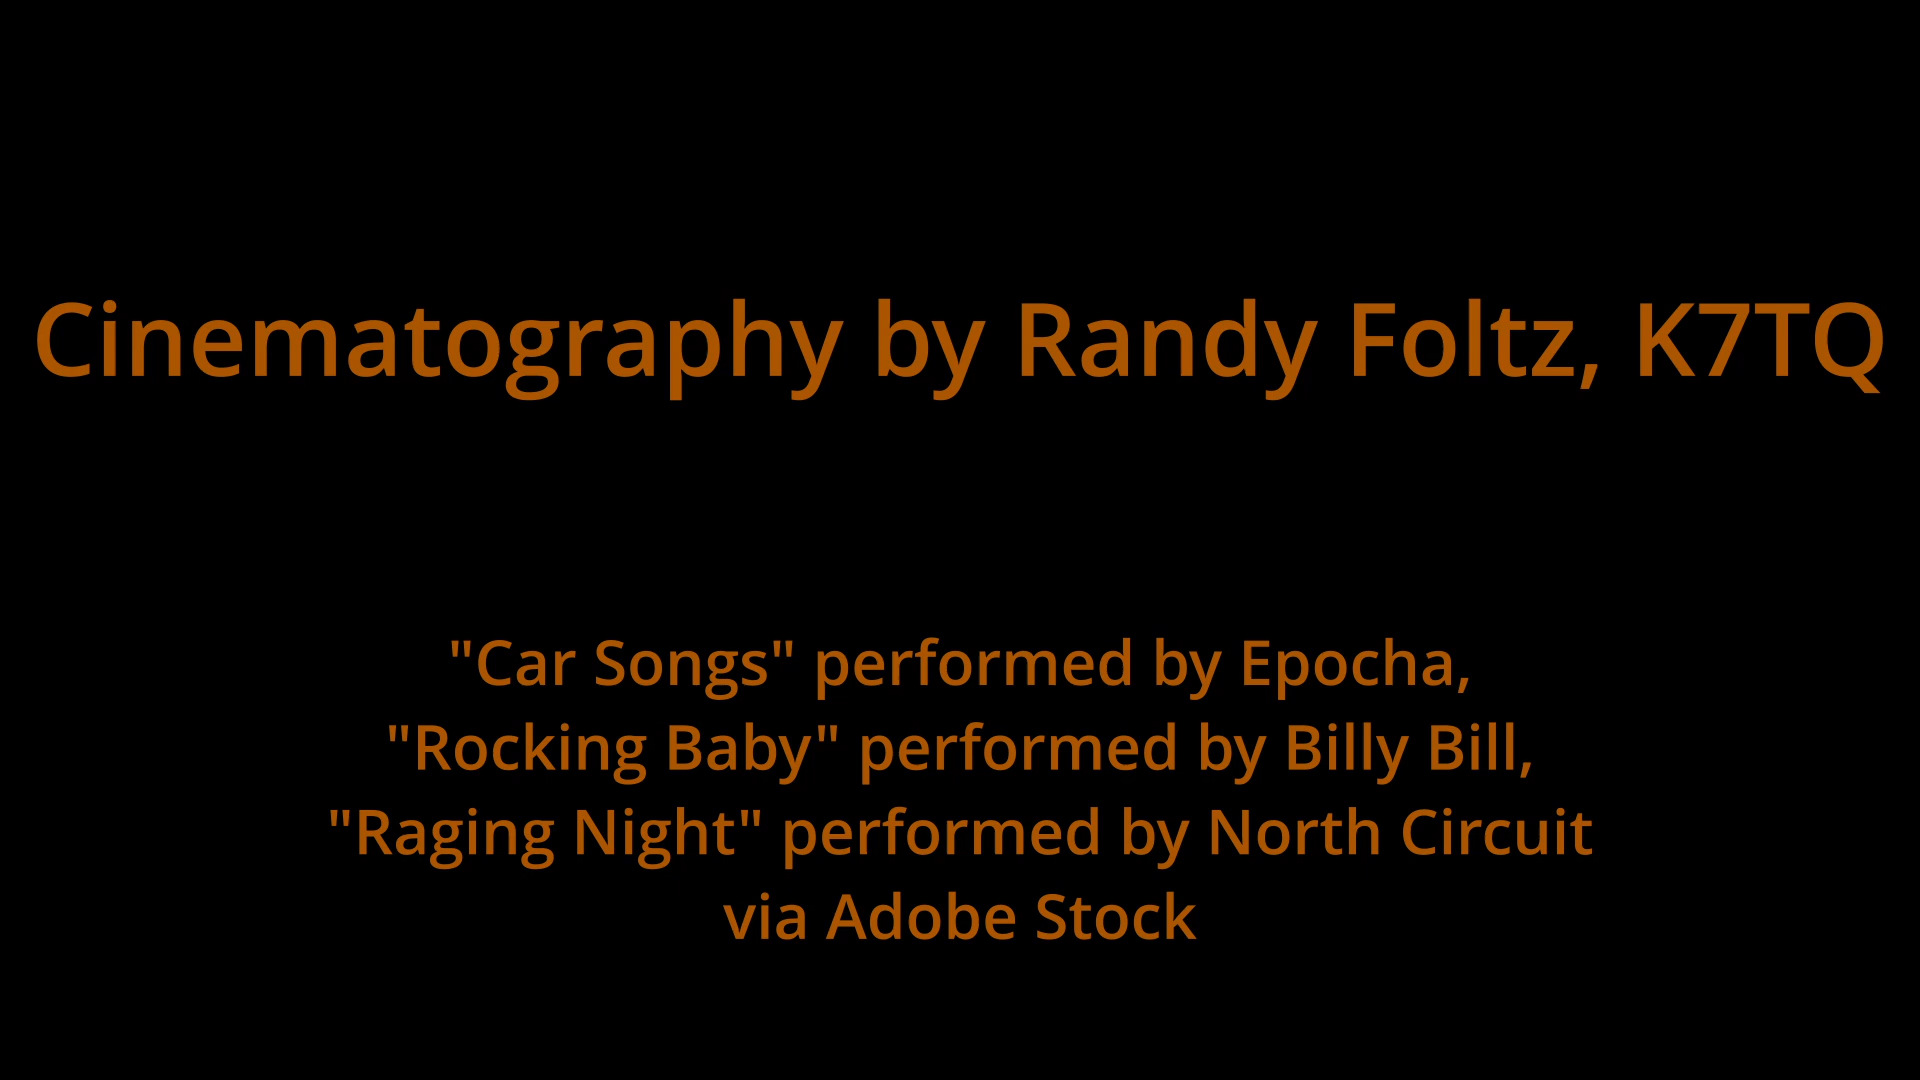 Cinematography by Randy Foltz, K7TQ
"Car Songs" performed by Epocha,
"Rocking Baby" performed by Billy Bill,
"Raging Night" performed by North Circuit
via Adobe Stock